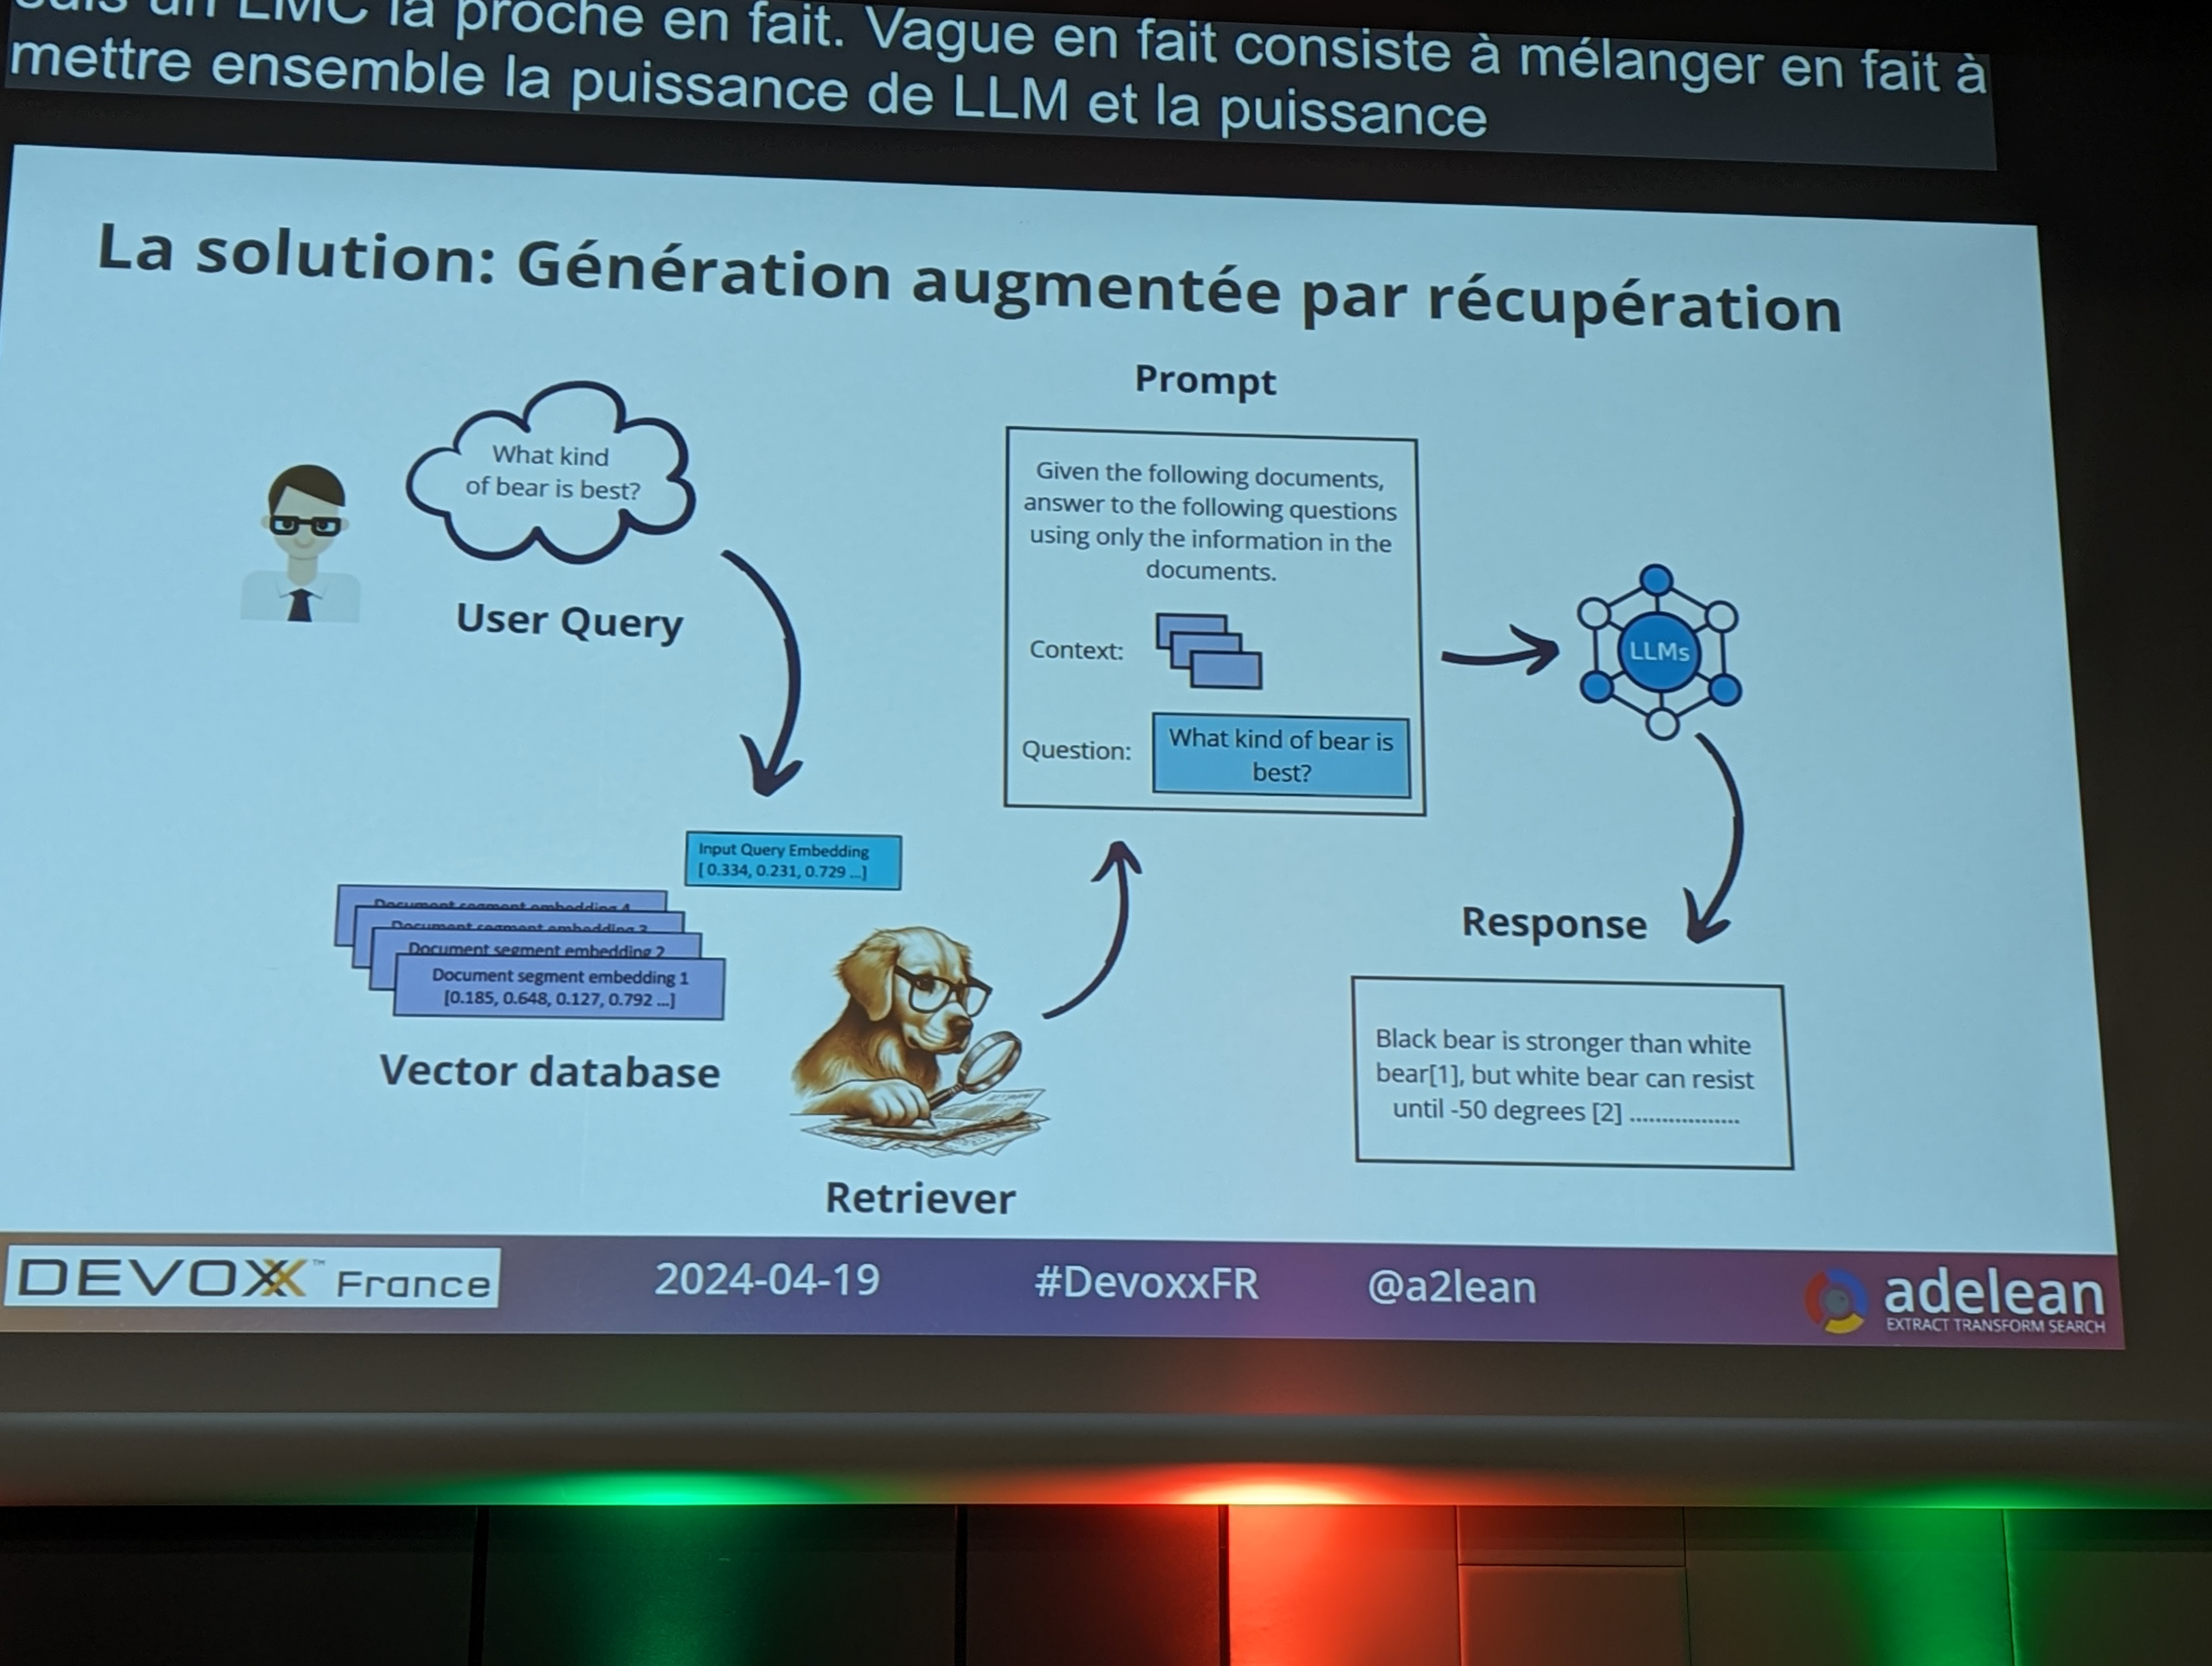 un LMC la proche en fait. Vague en fait consiste à mélanger en fait à
mettre ensemble la puissance de LLM et la puissance
La solution: Génération augmentée par récupération
What kind
of bear is best?
User Query
Prompt
Given the following documents,
answer to the following questions
using only the information in the
documents.
Context:
Question:
What kind of bear is
best?
LLMs
Input Query Embedding
[ 0.334, 0.231, 0.729 ...]
Document segment embedding 4
Document segment embedding 3
Document segment embedding 2
Document segment embedding 1
[0.185, 0.648, 0.127, 0.792 ...]
Vector database
Retriever
Response
Black bear is stronger than white
bear[1], but white bear can resist
until -50 degrees [2] .................
DEVOXX™ France
2024-04-19
#DevoxxFR
@a2lean
adelean
EXTRACT TRANSFORM SEARCH